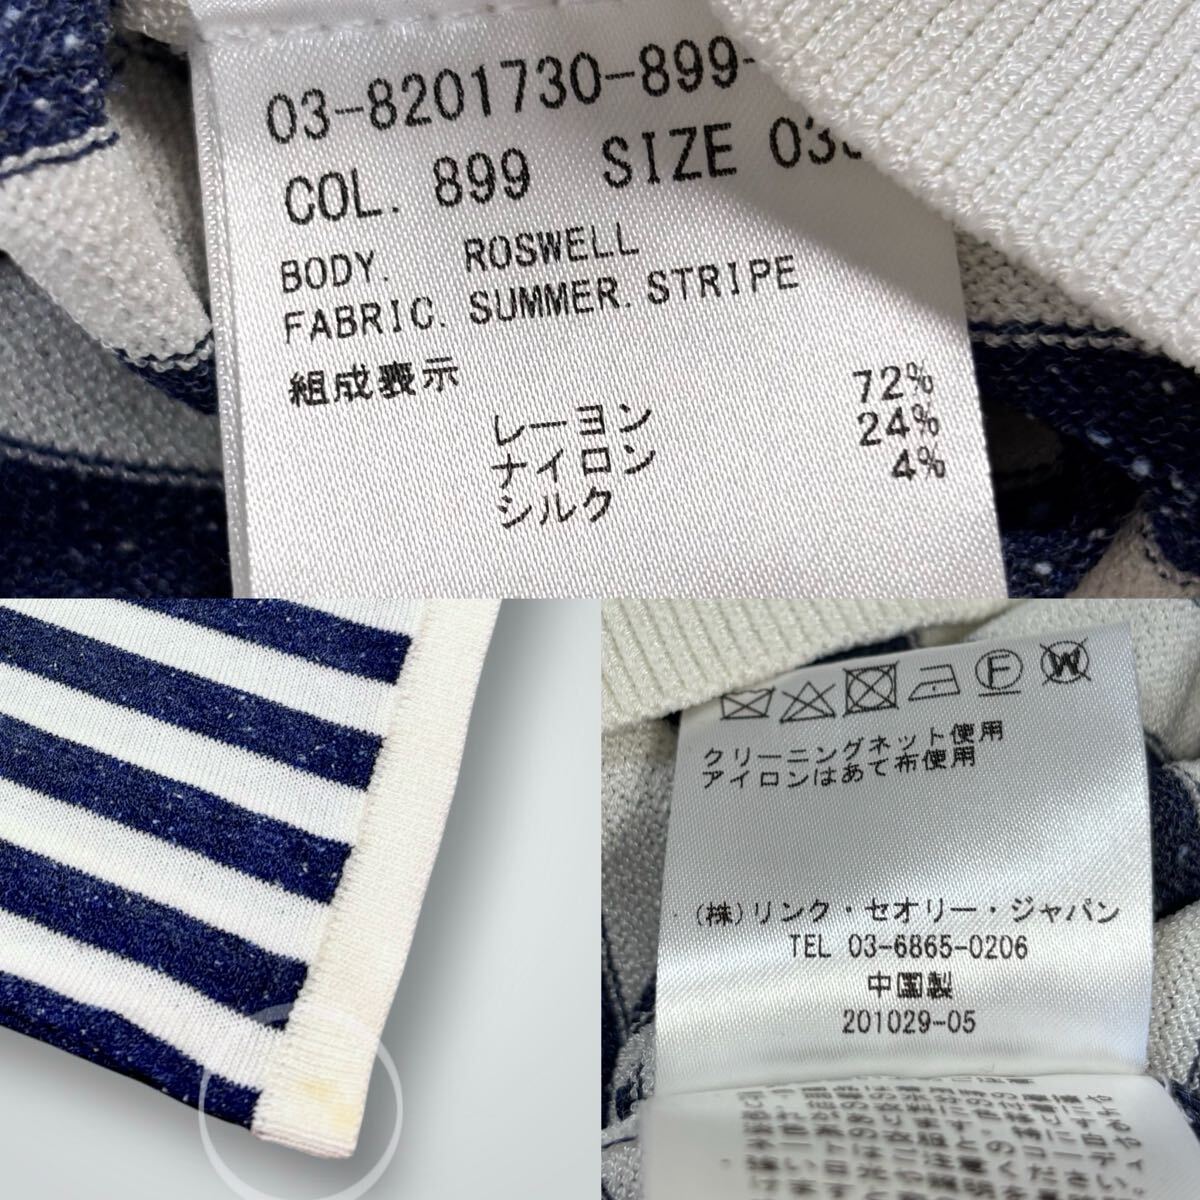 03-8201730-899-
COL. 899 SIZE 03
BODY. ROSWELL
FABRIC. SUMMER. STRIPE
組成表示
レーヨン 72%
ナイロン 24%
シルク 4%
クリーニングネット使用
アイロンはあて布使用
(株)リンク・セオリー・ジャパン
TEL 03-6865-0206
中国製
201029-05